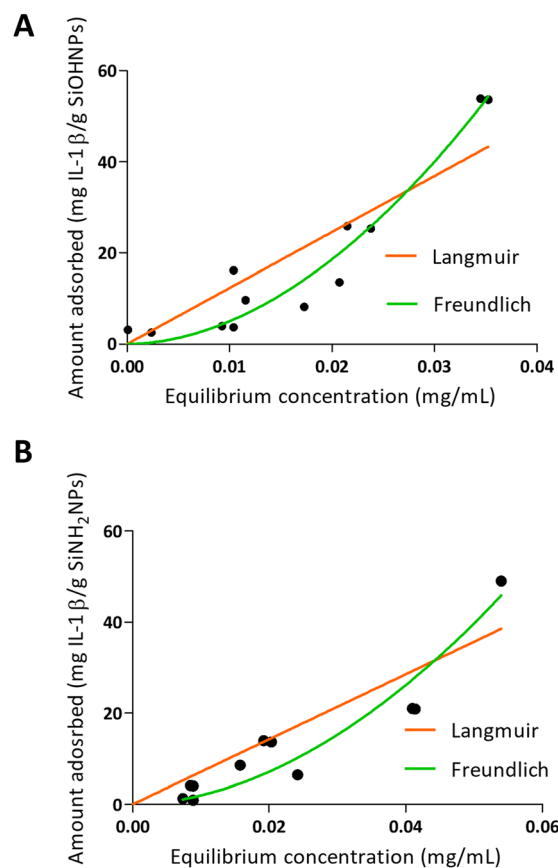 A
Amount adsorbed (mg IL-1β/g SiOHNPs)
60
40
20
0
Langmuir
Freundlich
0.00 0.01 0.02 0.03 0.04
Equilibrium concentration (mg/mL)
B
Amount adosrbed (mg IL-1β/g SiNH₂NPs)
60
40
20
0
Langmuir
Freundlich
0.00 0.02 0.04 0.06
Equilibrium concentration (mg/mL)